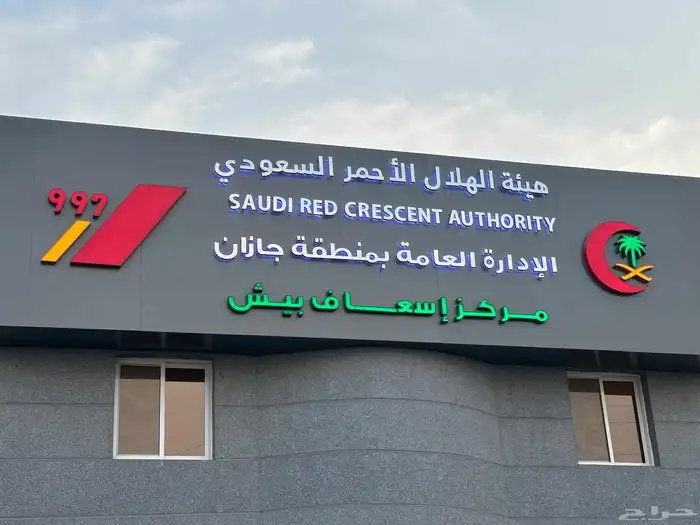 هيئة الهلال الأحمر السعودي
SAUDI RED CRESCENT AUTHORITY
الإدارة العامة بمنطقة جازان
مركز إسعاف بيش
997
حراج